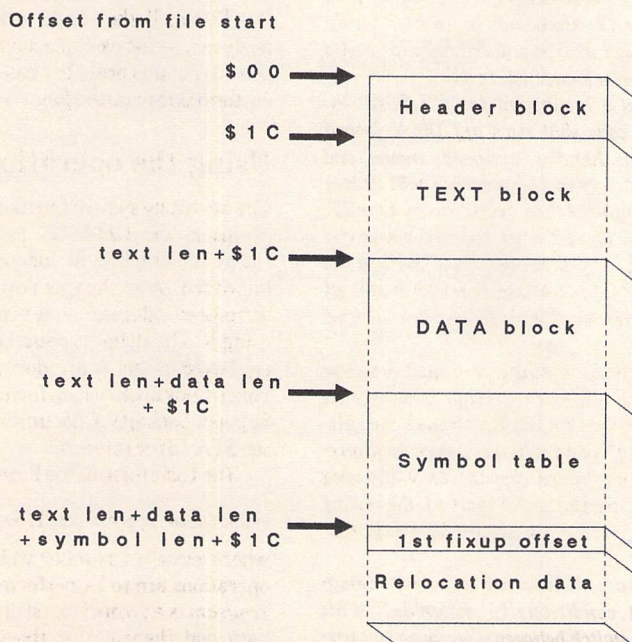 Offset from file start
$00
Header block
$1C
TEXT block
text len+$1C
DATA block
text len+data len
+ $1C
Symbol table
text len+data len
+symbol len+$1C
1st fixup offset
Relocation data